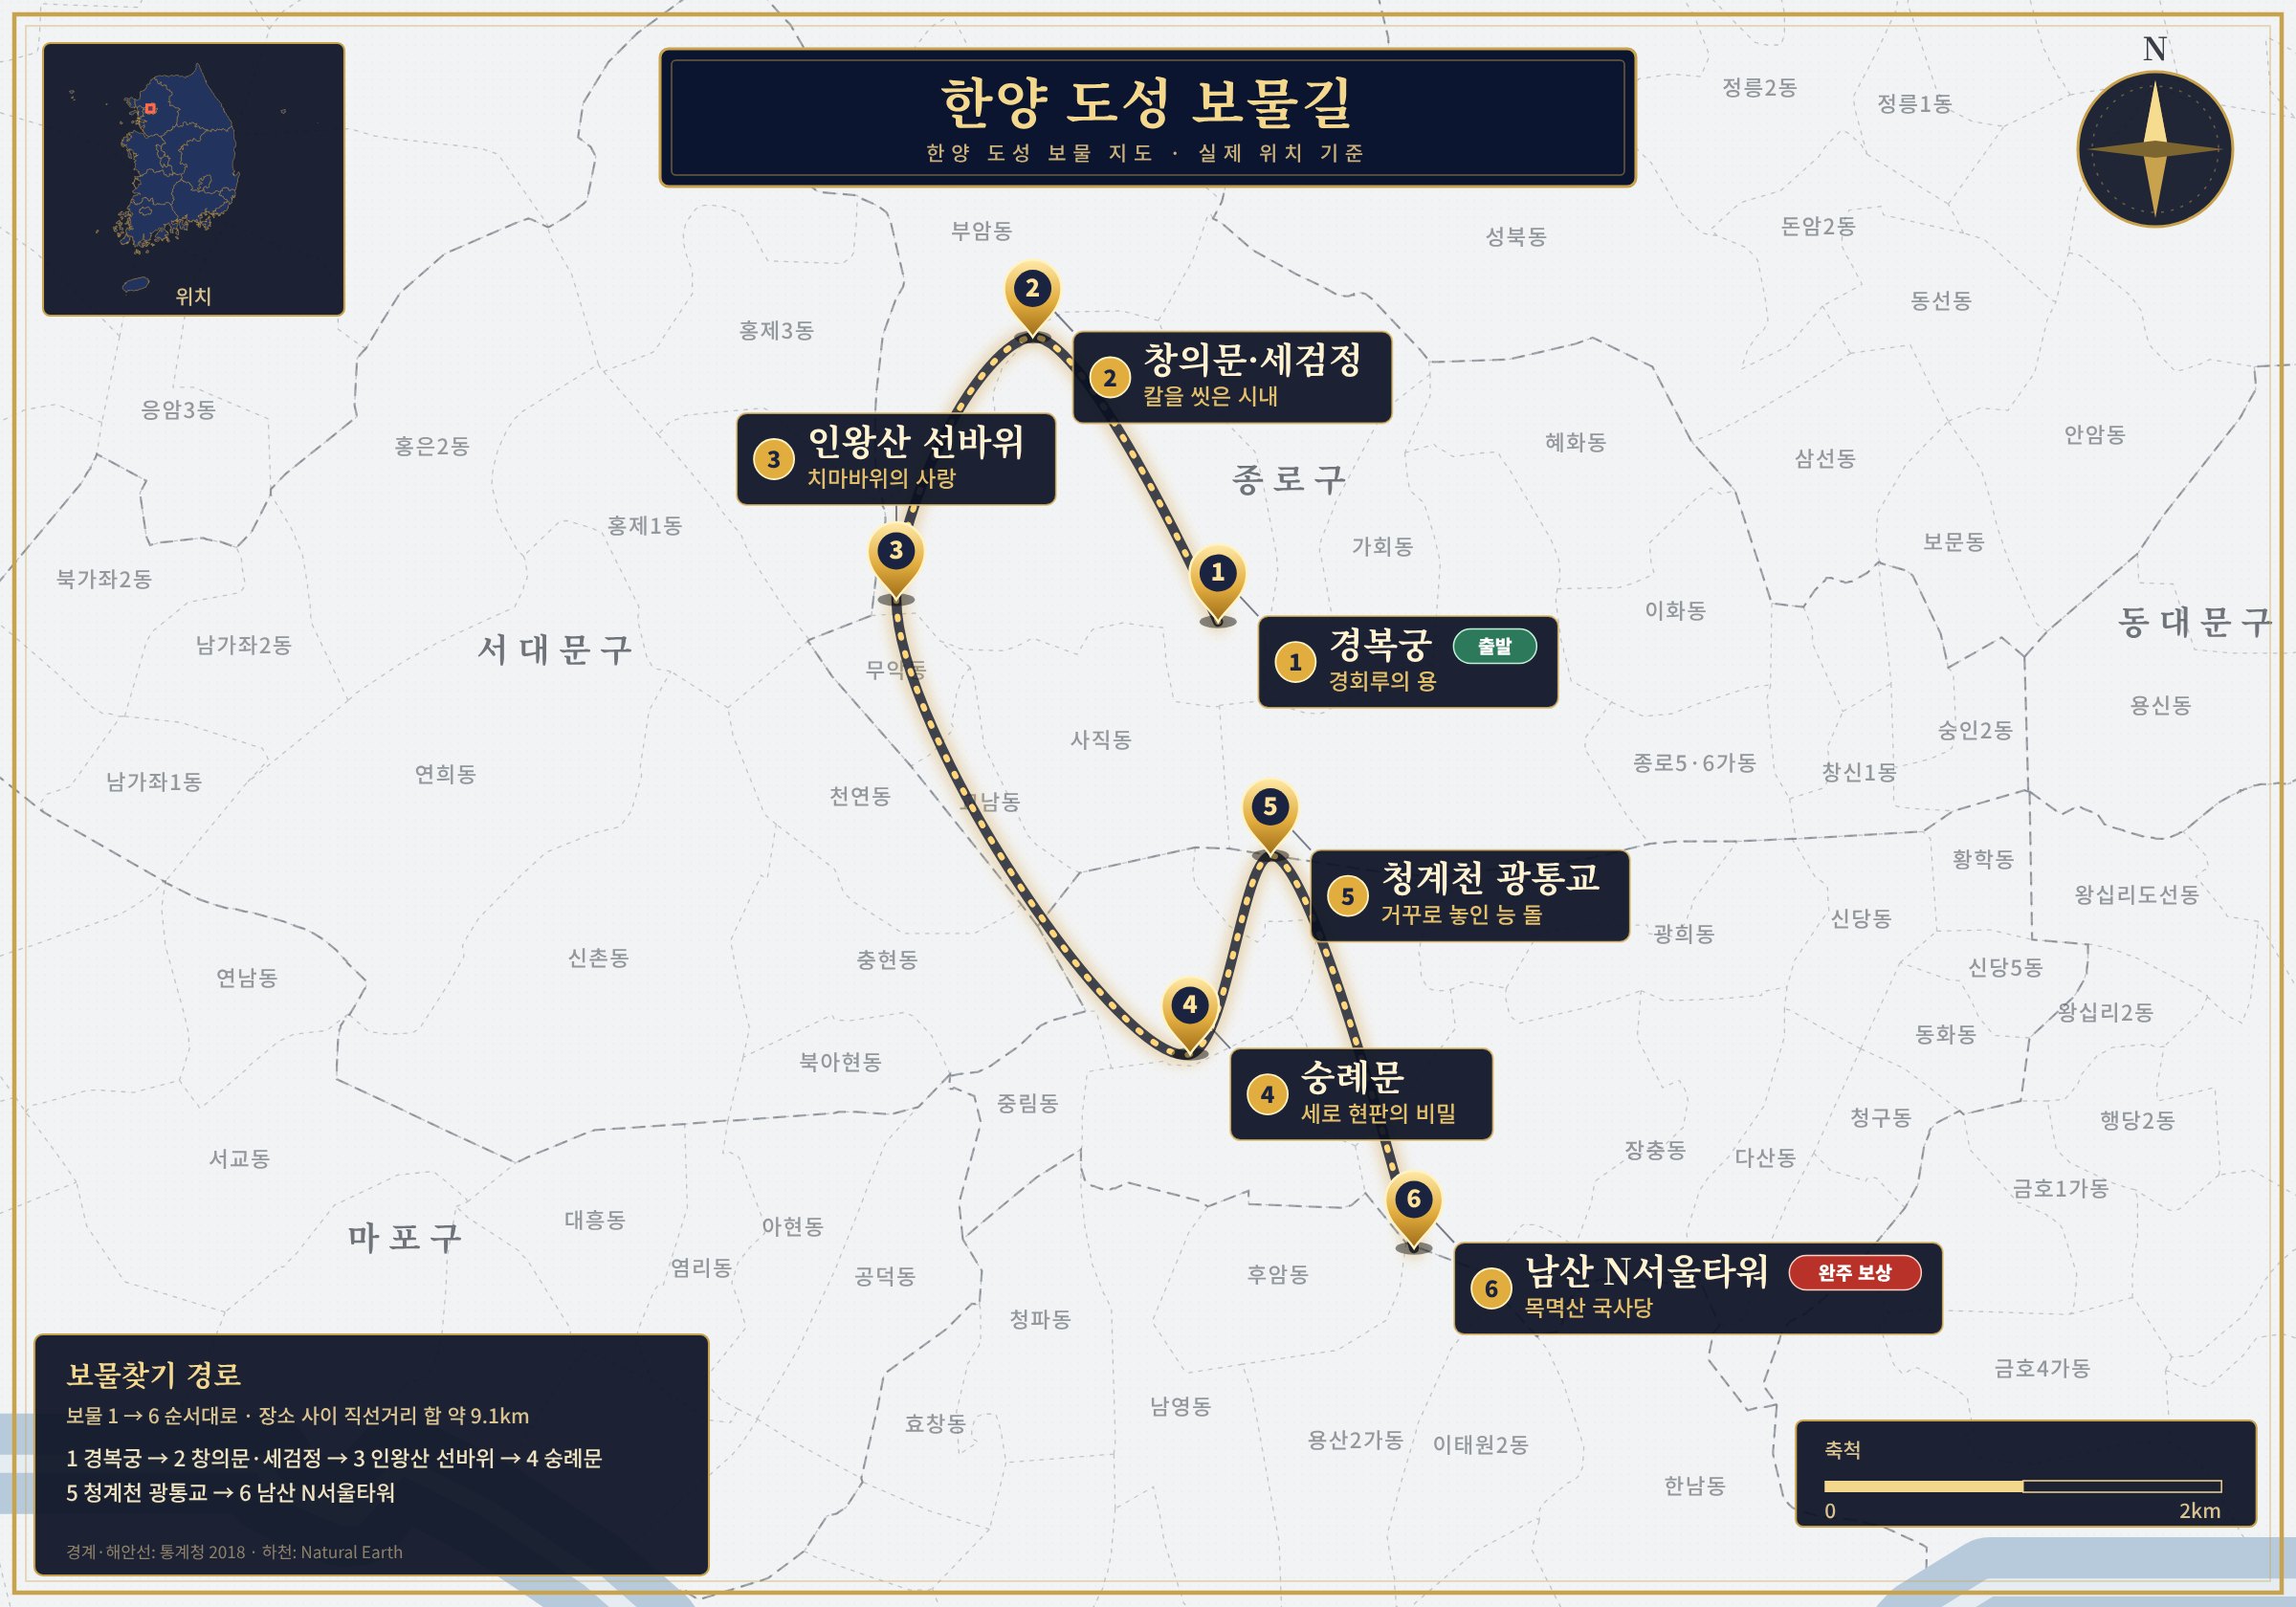 한양 도성 보물길
한양 도성 보물 지도 · 실제 위치 기준
N
위치
정릉2동
정릉1동
부암동
성북동
돈암2동
동선동
홍제3동
2
2
창의문·세검정
칼을 씻은 시내
응암3동
홍은2동
3
인왕산 선바위
치마바위의 사랑
종로구
혜화동
삼선동
안암동
홍제1동
3
가회동
보문동
북가좌2동
1
이화동
남가좌2동
서대문구
무악동
1
경복궁
출발
경회루의 용
동대문구
용신동
사직동
숭인2동
남가좌1동
연희동
천연동
종로5·6가동
창신1동
남동
5
5
청계천 광통교
거꾸로 놓인 능 돌
황학동
왕십리도선동
연남동
신촌동
충현동
광희동
신당동
신당5동
4
왕십리2동
동화동
북아현동
4
숭례문
세로 현판의 비밀
중림동
청구동
행당2동
서교동
장충동
다산동
금호1가동
6
마포구
대흥동
아현동
염리동
공덕동
후암동
6
남산 N서울타워
완주 보상
목멱산 국사당
청파동
금호4가동
효창동
남영동
용산2가동
이태원2동
한남동
보물찾기 경로
보물 1 → 6 순서대로 · 장소 사이 직선거리 합 약 9.1km
1 경복궁 → 2 창의문·세검정 → 3 인왕산 선바위 → 4 숭례문
5 청계천 광통교 → 6 남산 N서울타워
경계·해안선: 통계청 2018 · 하천: Natural Earth
축척
0
2km